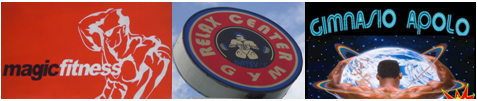 magicfitness
RELAX CENTER
GYM
GIMNASIO APOLO